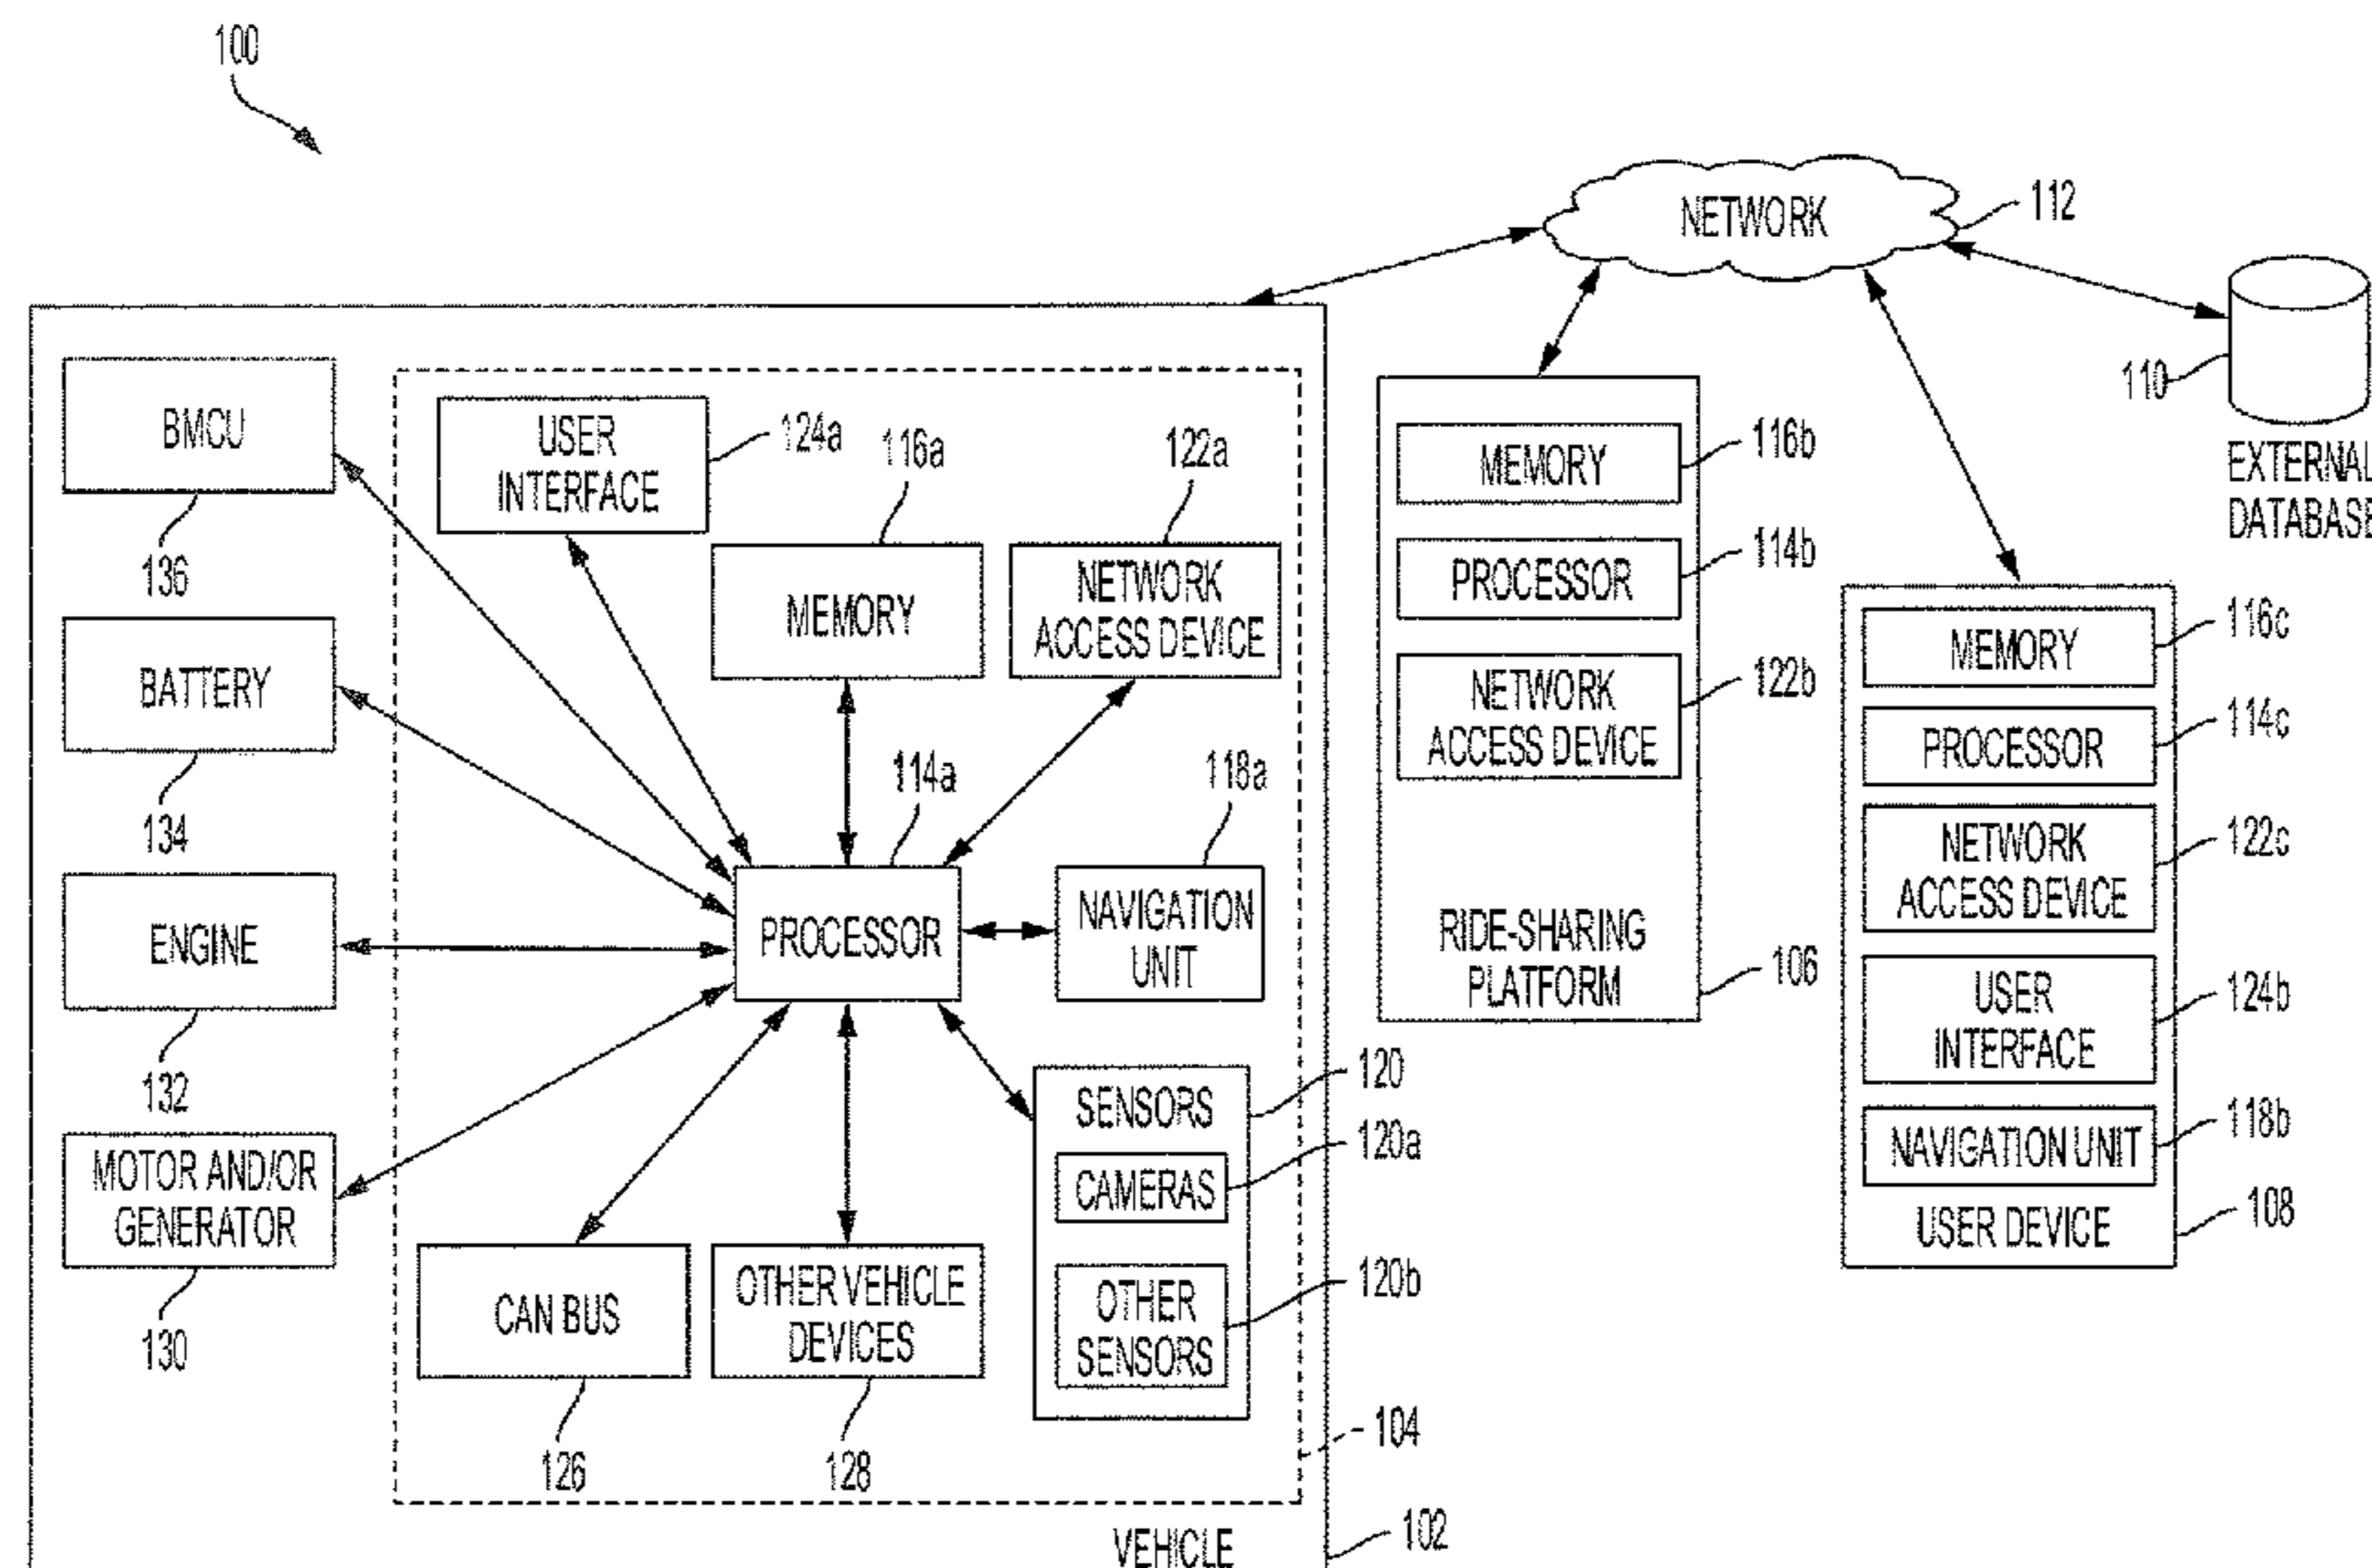 100
NETWORK
112
110
EXTERNAL
DATABASE
BMCU
136
USER
INTERFACE
124a
116a
MEMORY
122a
NETWORK
ACCESS DEVICE
BATTERY
134
114a
PROCESSOR
118a
NAVIGATION
UNIT
ENGINE
132
MOTOR AND/OR
GENERATOR
130
CAN BUS
126
OTHER VEHICLE
DEVICES
128
SENSORS
120
CAMERAS
120a
OTHER
SENSORS
120b
104
VEHICLE
102
MEMORY
116b
PROCESSOR
114b
NETWORK
ACCESS DEVICE
122b
RIDE-SHARING
PLATFORM
106
MEMORY
116c
PROCESSOR
114c
NETWORK
ACCESS DEVICE
122c
USER
INTERFACE
124b
NAVIGATION UNIT
118b
USER DEVICE
108